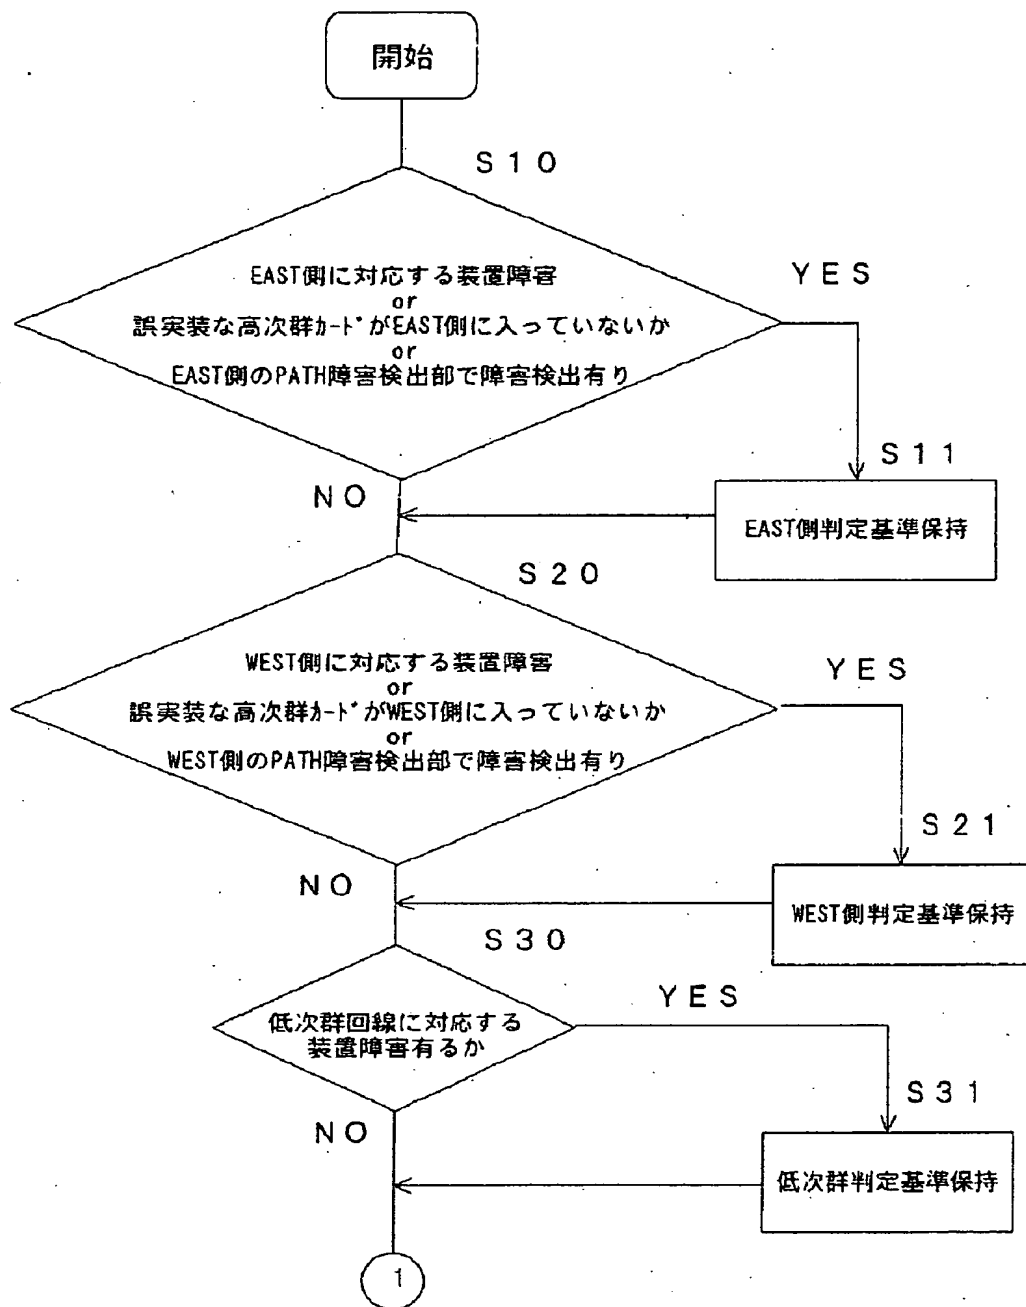 開始
S10
EAST側に対応する装置障害
or
誤実装な高次群ｶｰﾄﾞがEAST側に入っていないか
or
EAST側のPATH障害検出部で障害検出有り
YES
NO
S11
EAST側判定基準保持
S20
WEST側に対応する装置障害
or
誤実装な高次群ｶｰﾄﾞがWEST側に入っていないか
or
WEST側のPATH障害検出部で障害検出有り
YES
NO
S21
WEST側判定基準保持
S30
低次群回線に対応する
装置障害有るか
YES
NO
S31
低次群判定基準保持
1